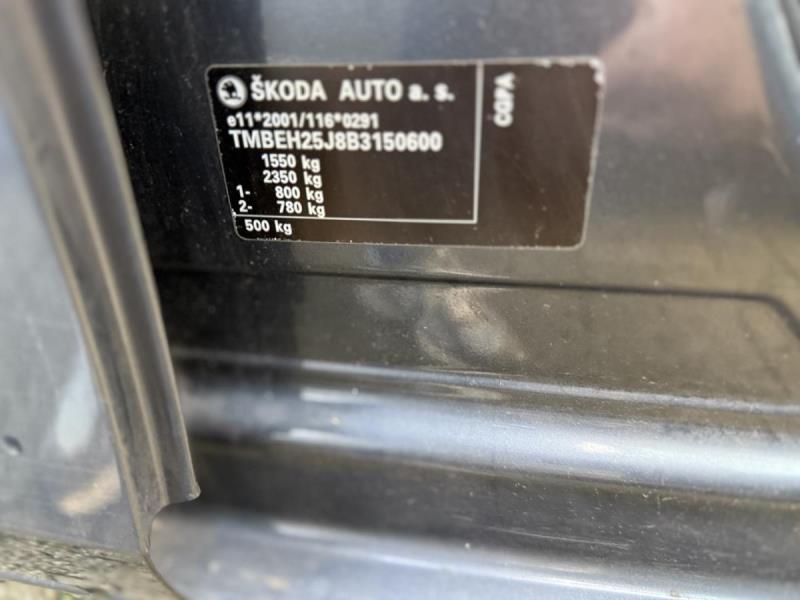 ŠKODA AUTO a. s.
e11*2001/116*0291
TMBEH25J8B3150600
1550 kg
2350 kg
1- 800 kg
2- 780 kg
500 kg
CGPA